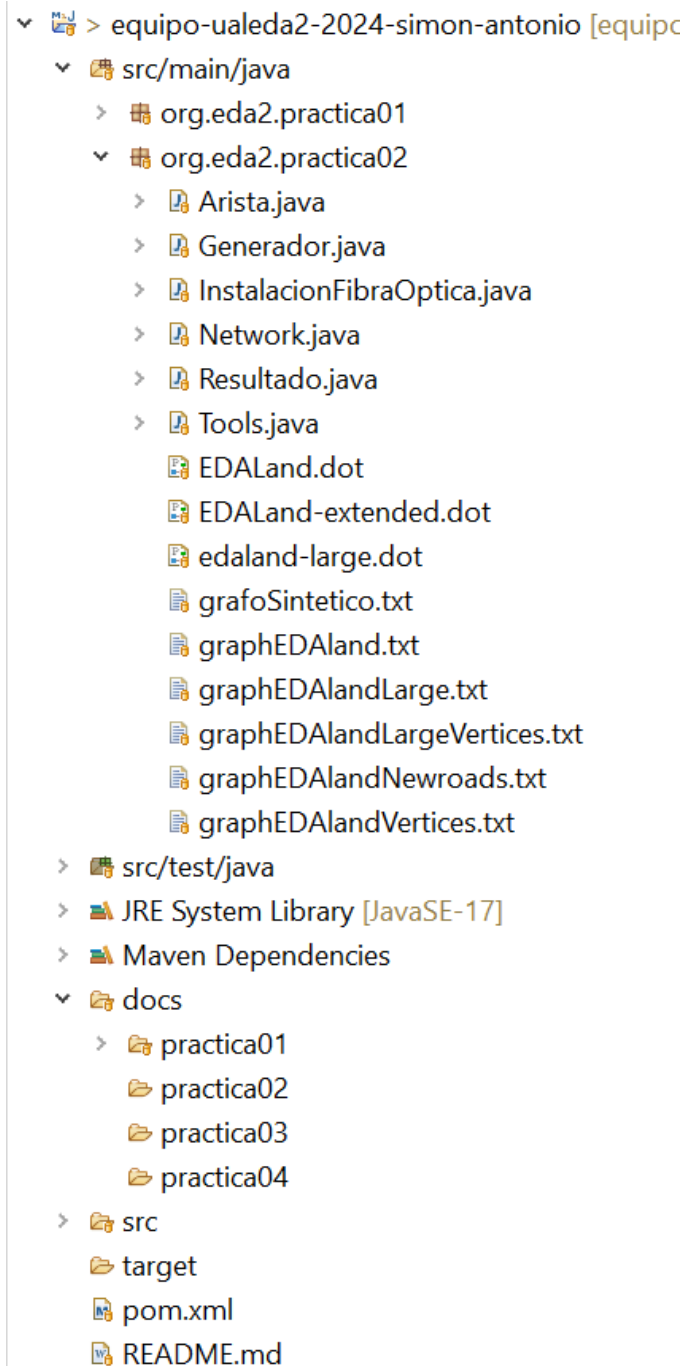 > equipo-ualeda2-2024-simon-antonio [equipo
src/main/java
org.eda2.practica01
org.eda2.practica02
Arista.java
Generador.java
InstalacionFibraOptica.java
Network.java
Resultado.java
Tools.java
EDALand.dot
EDALand-extended.dot
edaland-large.dot
grafoSintetico.txt
graphEDAland.txt
graphEDAlandLarge.txt
graphEDAlandLargeVertices.txt
graphEDAlandNewroads.txt
graphEDAlandVertices.txt
src/test/java
JRE System Library [JavaSE-17]
Maven Dependencies
docs
practica01
practica02
practica03
practica04
src
target
pom.xml
README.md